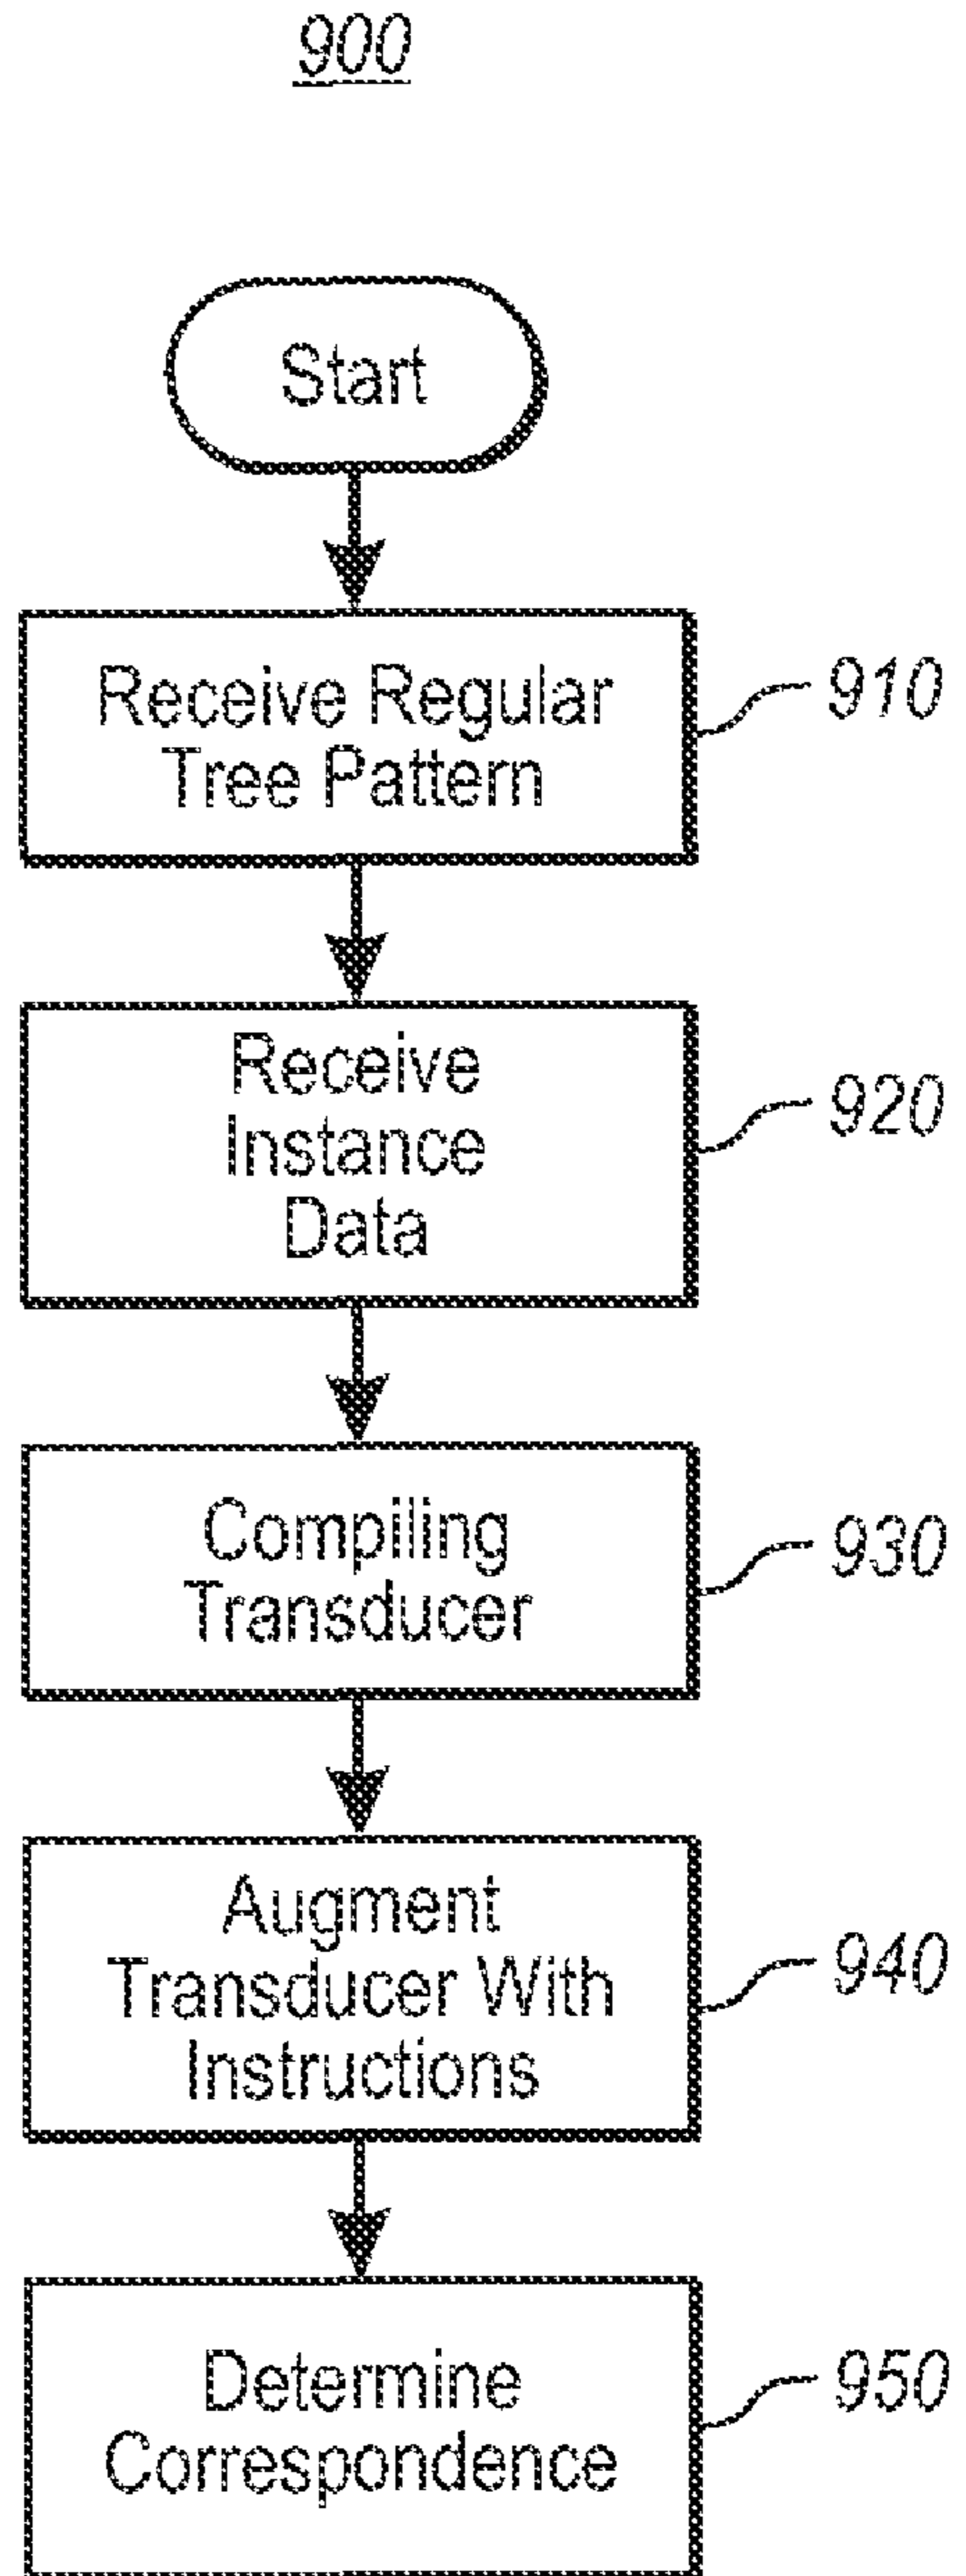 900
Start
Receive Regular
Tree Pattern
910
Receive
Instance
Data
920
Compiling
Transducer
930
Augment
Transducer With
Instructions
940
Determine
Correspondence
950